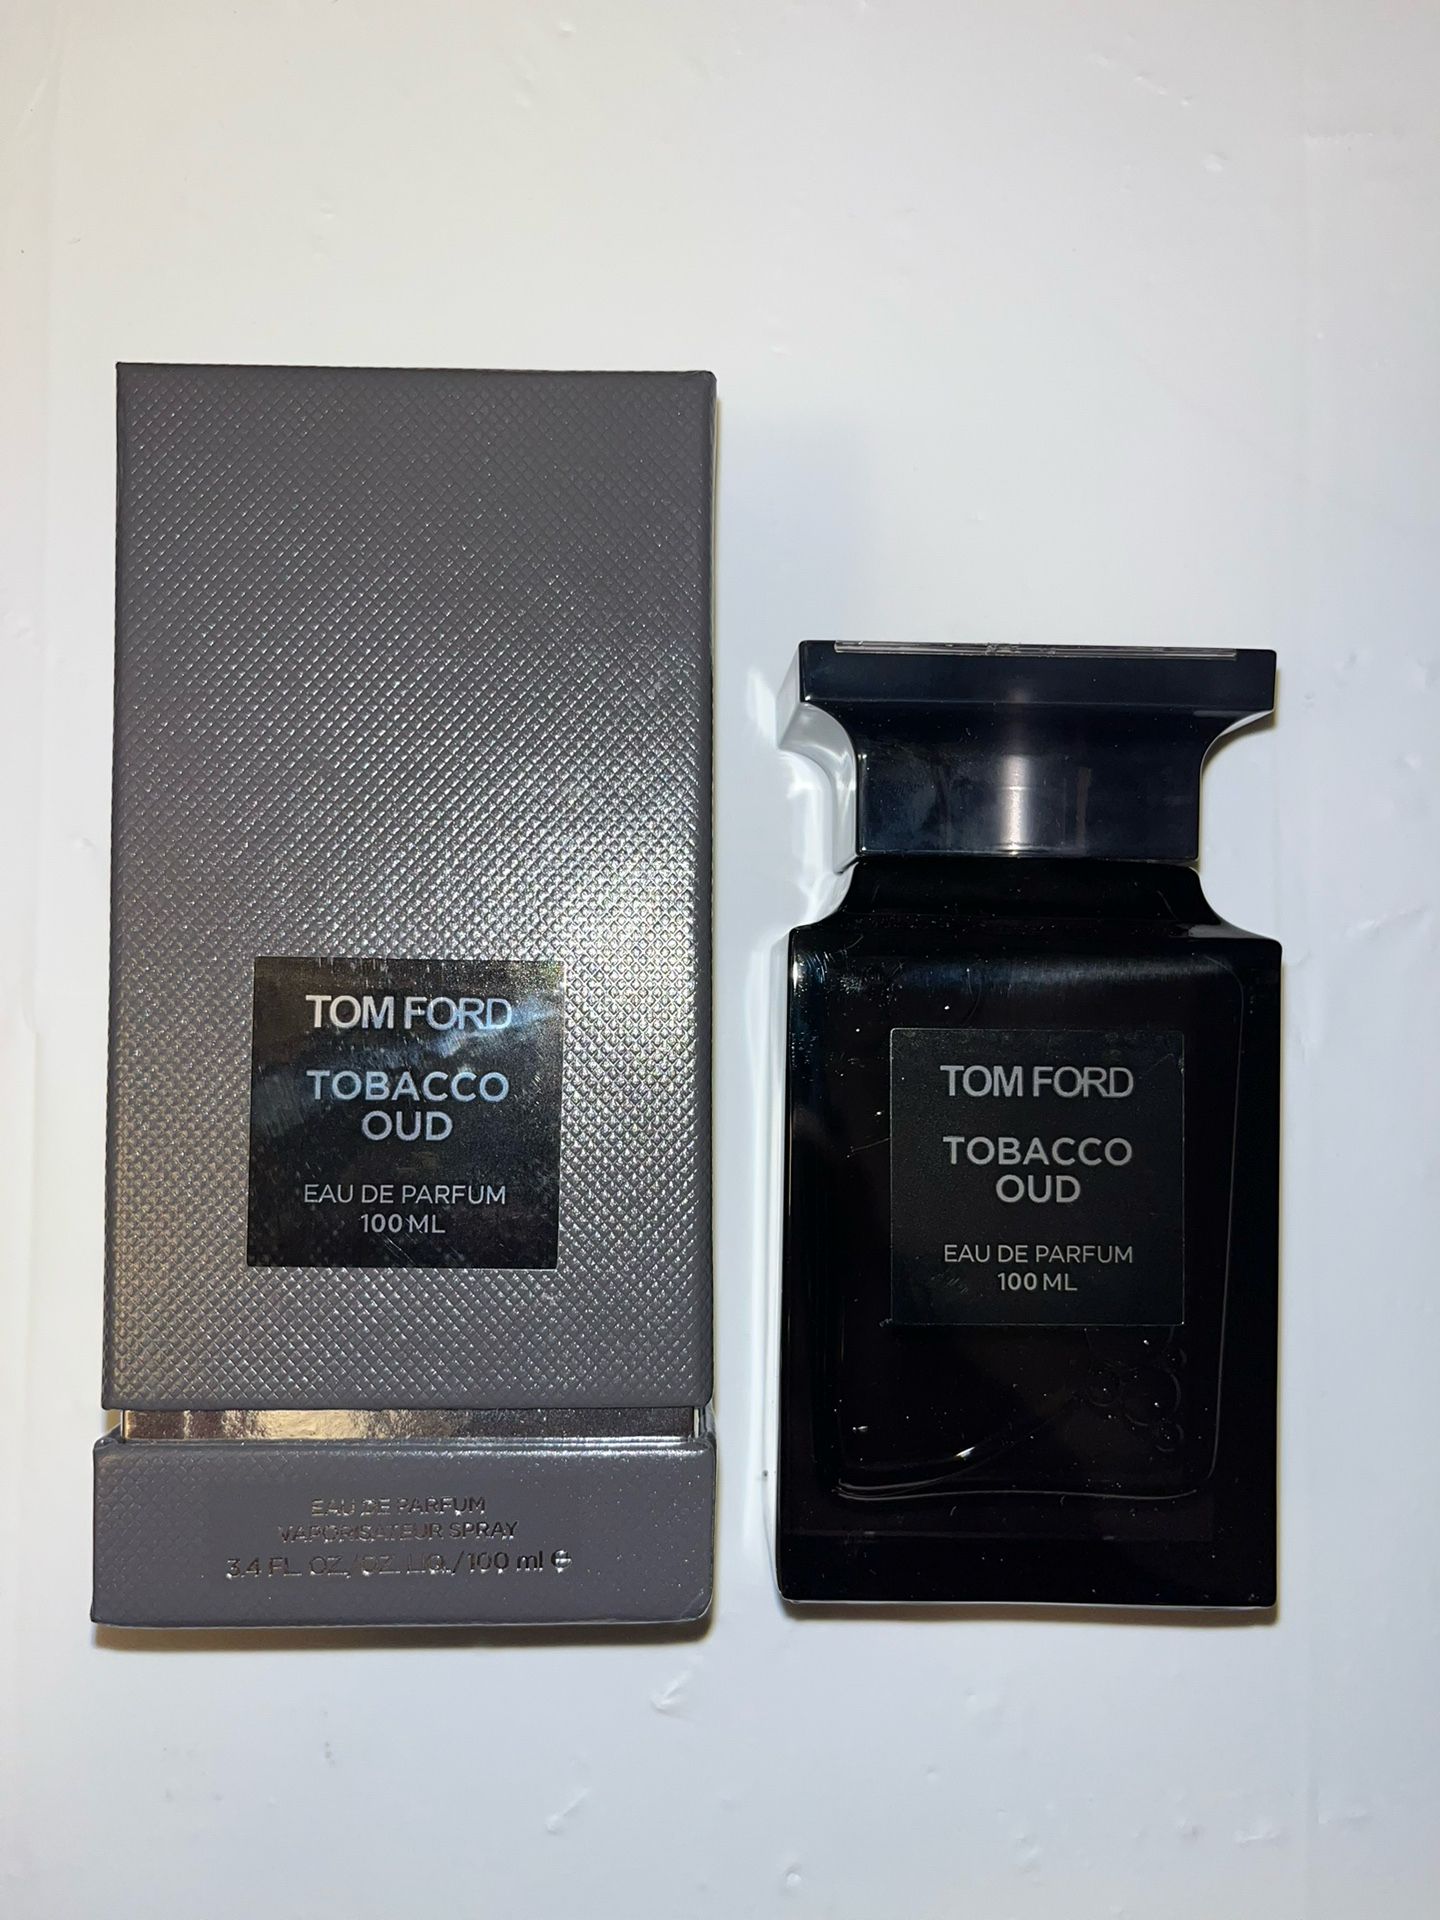 TOM FORD
TOBACCO
OUD
EAU DE PARFUM
100 ML
EAU DE PARFUM
VAPORISATEUR SPRAY
3.4 FL. OZ./OZ. LIQ./100 ml ℮
TOM FORD
TOBACCO
OUD
EAU DE PARFUM
100 ML